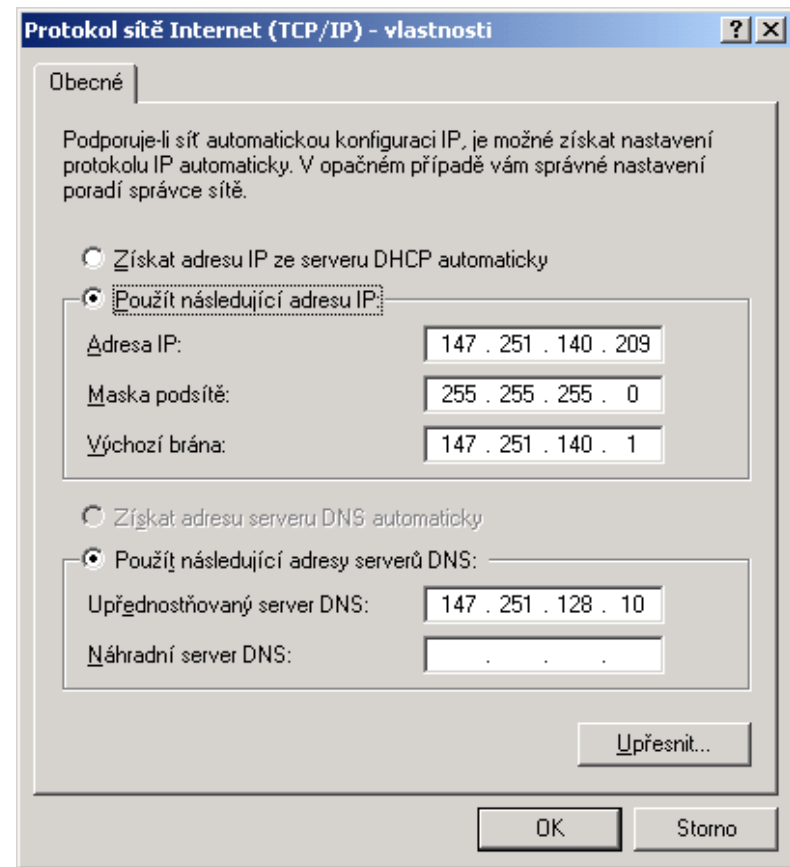 Protokol sítě Internet (TCP/IP) - vlastnosti
Obecné
Podporuje-li síť automatickou konfiguraci IP, je možné získat nastavení
protokolu IP automaticky. V opačném případě vám správné nastavení
poradí správce sítě.
Získat adresu IP ze serveru DHCP automaticky
Použít následující adresu IP:
Adresa IP: 147 . 251 . 140 . 209
Maska podsítě: 255 . 255 . 255 . 0
Výchozí brána: 147 . 251 . 140 . 1
Získat adresu serveru DNS automaticky
Použít následující adresy serverů DNS:
Upřednostňovaný server DNS: 147 . 251 . 128 . 10
Náhradní server DNS: . . .
Upřesnit...
OK Storno